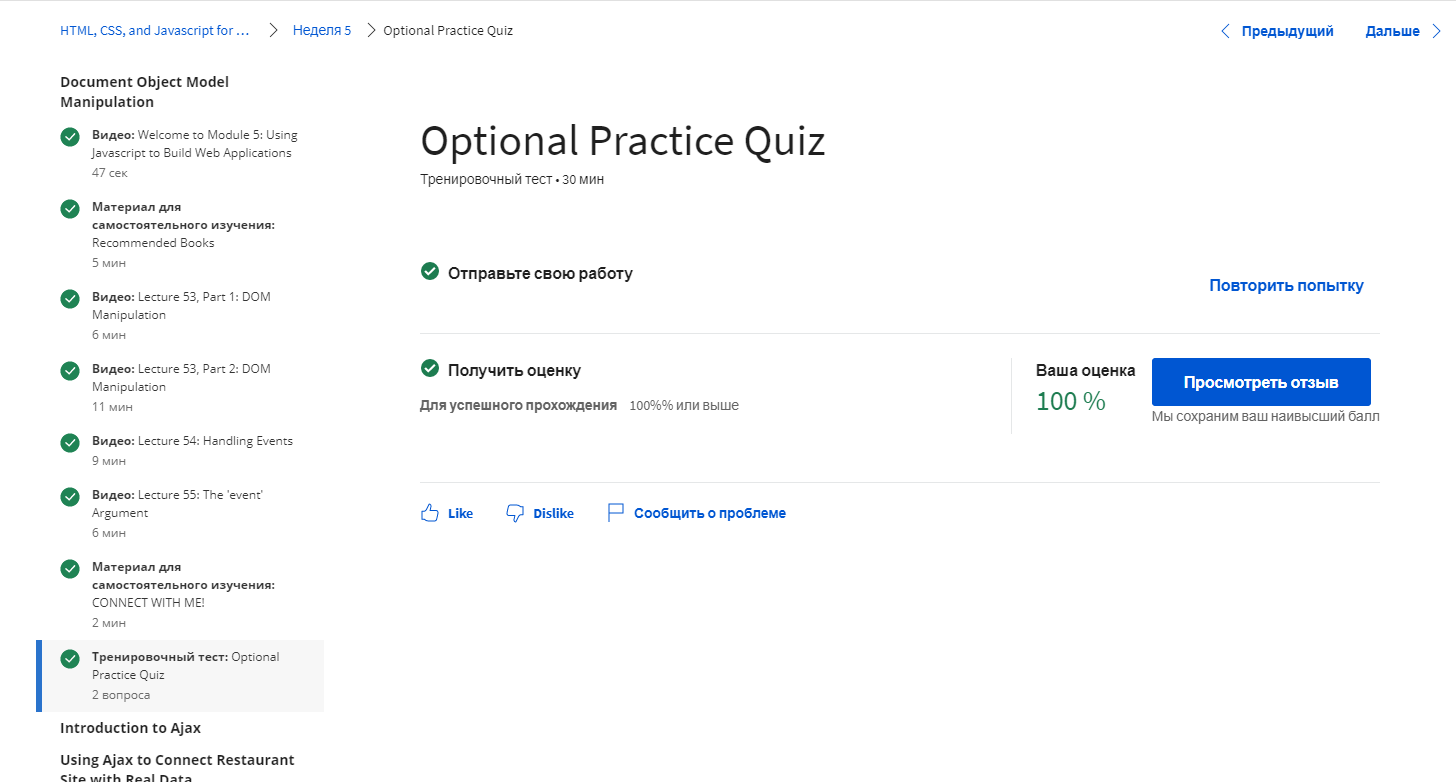 HTML, CSS, and Javascript for ...
Неделя 5
Optional Practice Quiz
Предыдущий
Дальше
Document Object Model
Manipulation
Видео: Welcome to Module 5: Using
Javascript to Build Web Applications
47 сек
Материал для
самостоятельного изучения:
Recommended Books
5 мин
Видео: Lecture 53, Part 1: DOM
Manipulation
6 мин
Видео: Lecture 53, Part 2: DOM
Manipulation
11 мин
Видео: Lecture 54: Handling Events
9 мин
Видео: Lecture 55: The 'event'
Argument
6 мин
Материал для
самостоятельного изучения:
CONNECT WITH ME!
2 мин
Тренировочный тест: Optional
Practice Quiz
2 вопроса
Introduction to Ajax
Using Ajax to Connect Restaurant
Site with Real Data
Optional Practice Quiz
Тренировочный тест • 30 мин
Отправьте свою работу
Повторить попытку
Получить оценку
Для успешного прохождения 100%% или выше
Ваша оценка
100 %
Просмотреть отзыв
Мы сохраним ваш наивысший балл
Like
Dislike
Сообщить о проблеме